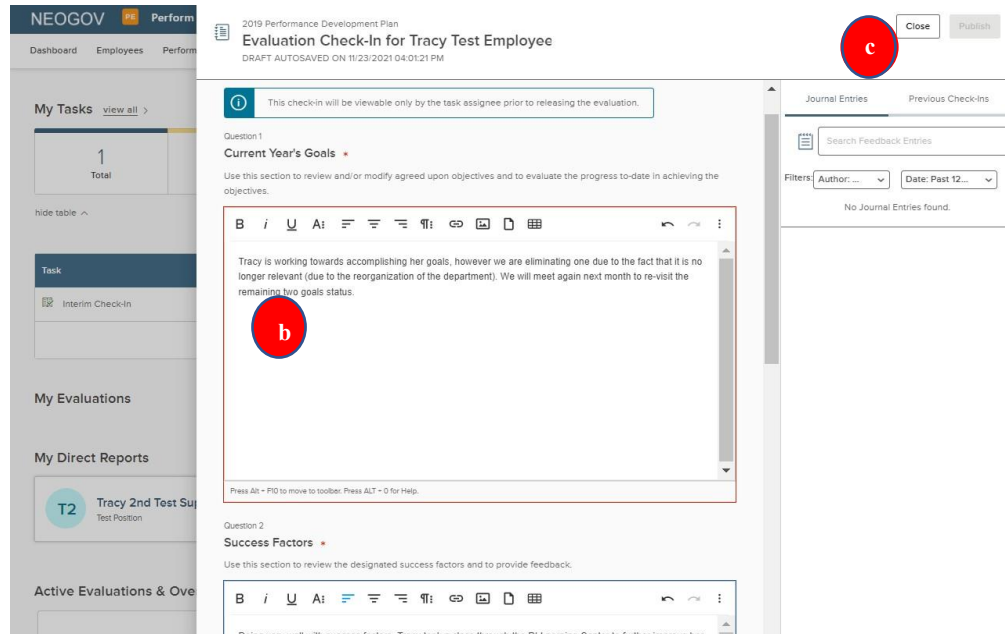 NEOGOV PE Perform
Dashboard Employees Perform
My Tasks view all >
1
Total
hide table
Task
Interim Check-In
My Evaluations
My Direct Reports
T2
Tracy 2nd Test Su
Test Position
Active Evaluations & Ove
2019 Performance Development Plan
Evaluation Check-In for Tracy Test Employee
DRAFT AUTOSAVED ON 11/23/2021 04:01:21 PM
c
Close
Publish
This check-in will be viewable only by the task assignee prior to releasing the evaluation.
Question 1
Current Year's Goals *
Use this section to review and/or modify agreed upon objectives and to evaluate the progress to-date in achieving the
objectives.
B i U A
Tracy is working towards accomplishing her goals, however we are eliminating one due to the fact that it is no
longer relevant (due to the reorganization of the department). We will meet again next month to re-visit the
remaining two goals status.
b
Press Alt + F10 to move to toolbar. Press ALT + 0 for Help.
Question 2
Success Factors *
Use this section to review the designated success factors and to provide feedback.
B i U A
Journal Entries Previous Check-Ins
Search Feedback Entries
Filters: Author: ... Date: Past 12...
No Journal Entries found.